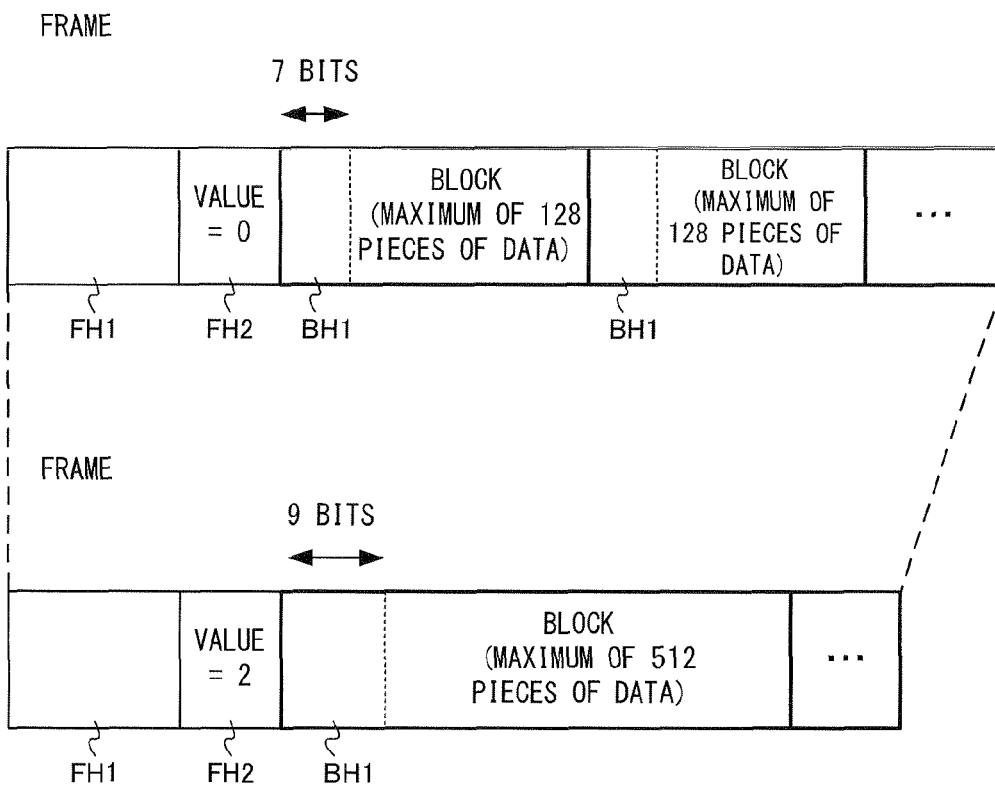 FRAME
7 BITS
VALUE
= 0
BLOCK
(MAXIMUM OF 128
PIECES OF DATA)
BLOCK
(MAXIMUM OF
128 PIECES OF
DATA)
...
FH1
FH2
BH1
BH1
FRAME
9 BITS
VALUE
= 2
BLOCK
(MAXIMUM OF 512
PIECES OF DATA)
...
FH1
FH2
BH1